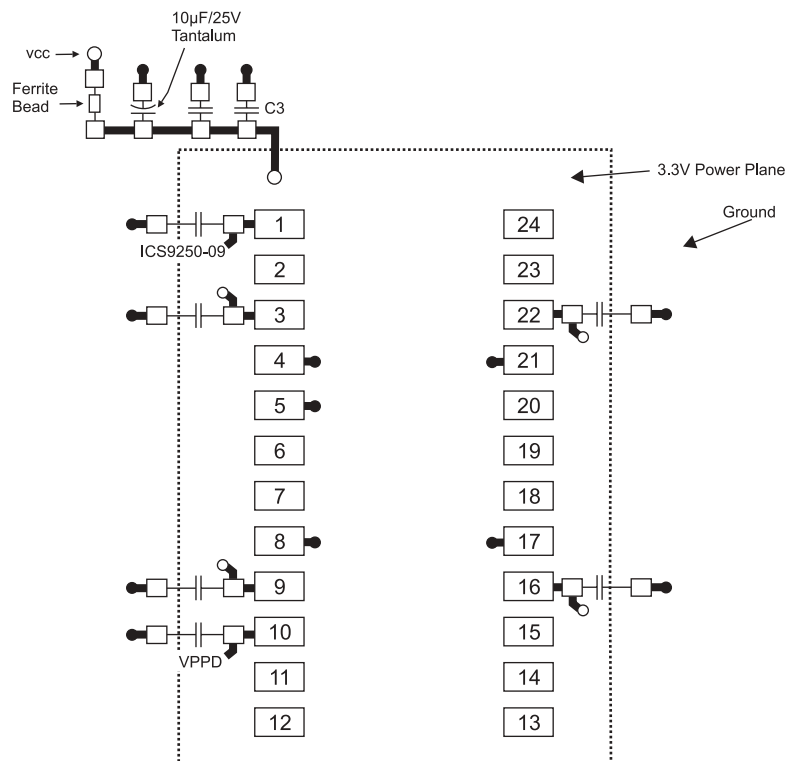 10µF/25V
Tantalum
vcc
Ferrite
Bead
C3
3.3V Power Plane
Ground
1
24
ICS9250-09
2
23
3
22
4
21
5
20
6
19
7
18
8
17
9
16
10
15
VPPD
11
14
12
13